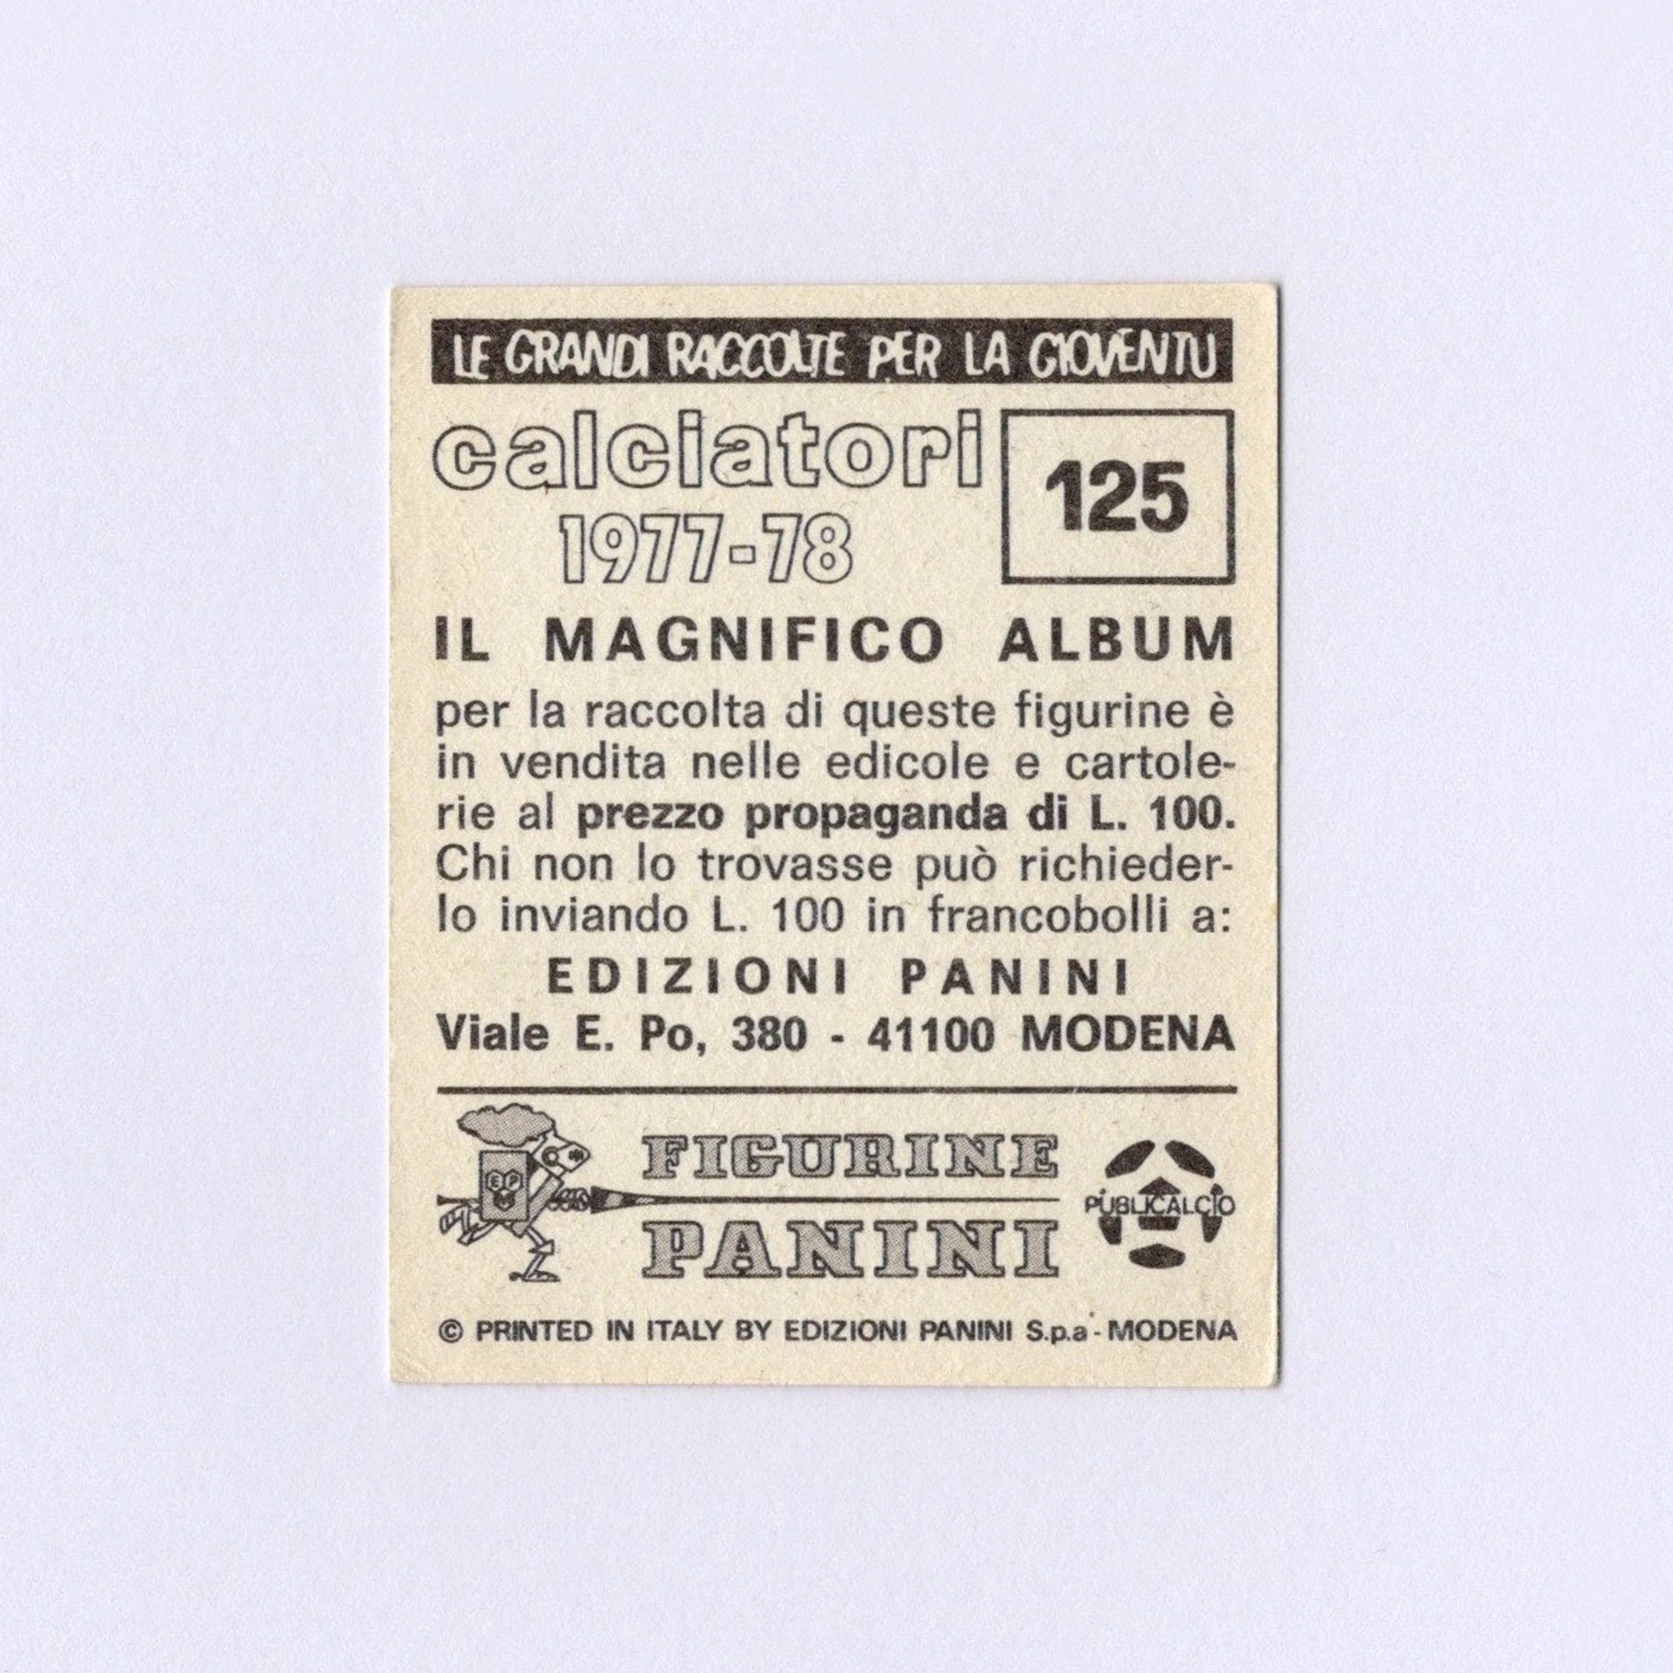 LE GRANDI RACCOLTE PER LA GIOVENTU
calciatori
1977-78
125
IL MAGNIFICO ALBUM
per la raccolta di queste figurine è
in vendita nelle edicole e cartole-
rie al prezzo propaganda di L. 100.
Chi non lo trovasse può richieder-
lo inviando L. 100 in francobolli a:
EDIZIONI PANINI
Viale E. Po, 380 - 41100 MODENA
EPM
FIGURINE
PANINI
PUBLICALCIO
© PRINTED IN ITALY BY EDIZIONI PANINI S.p.a. - MODENA